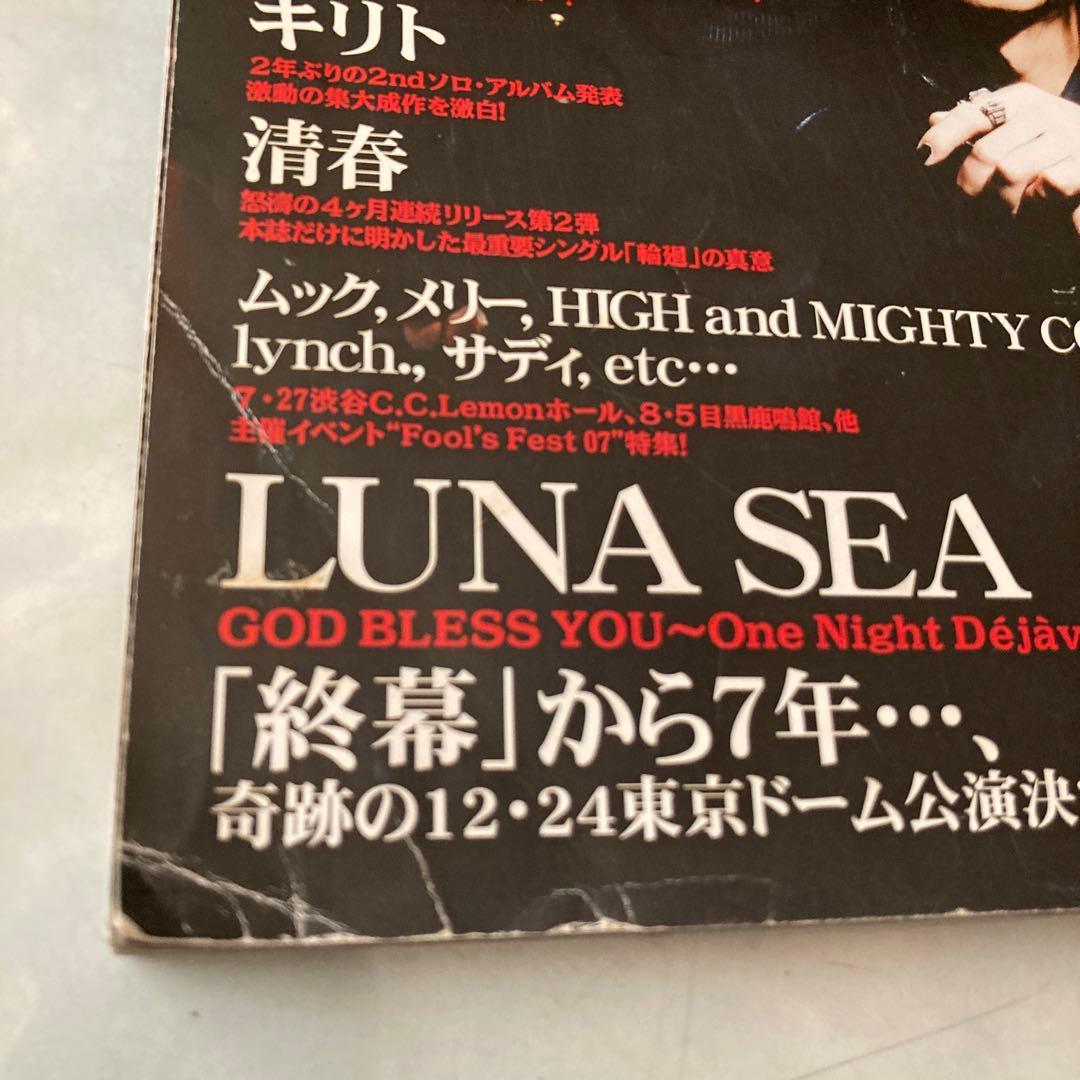 キリト
2年ぶりの2ndソロ・アルバム発表
激動の集大成作を激白!
清春
怒濤の4ヶ月連続リリース第2弾
本誌だけに明かした最重要シングル「輪廻」の真意
ムック, メリー, HIGH and MIGHTY CO
lynch., サディ, etc…
7・27渋谷C.C.Lemonホール、8・5目黒鹿鳴館、他
主催イベント“Fool's Fest 07”特集!
LUNA SEA
GOD BLESS YOU〜One Night Déjàv
「終幕」から7年…、
奇跡の12・24東京ドーム公演決